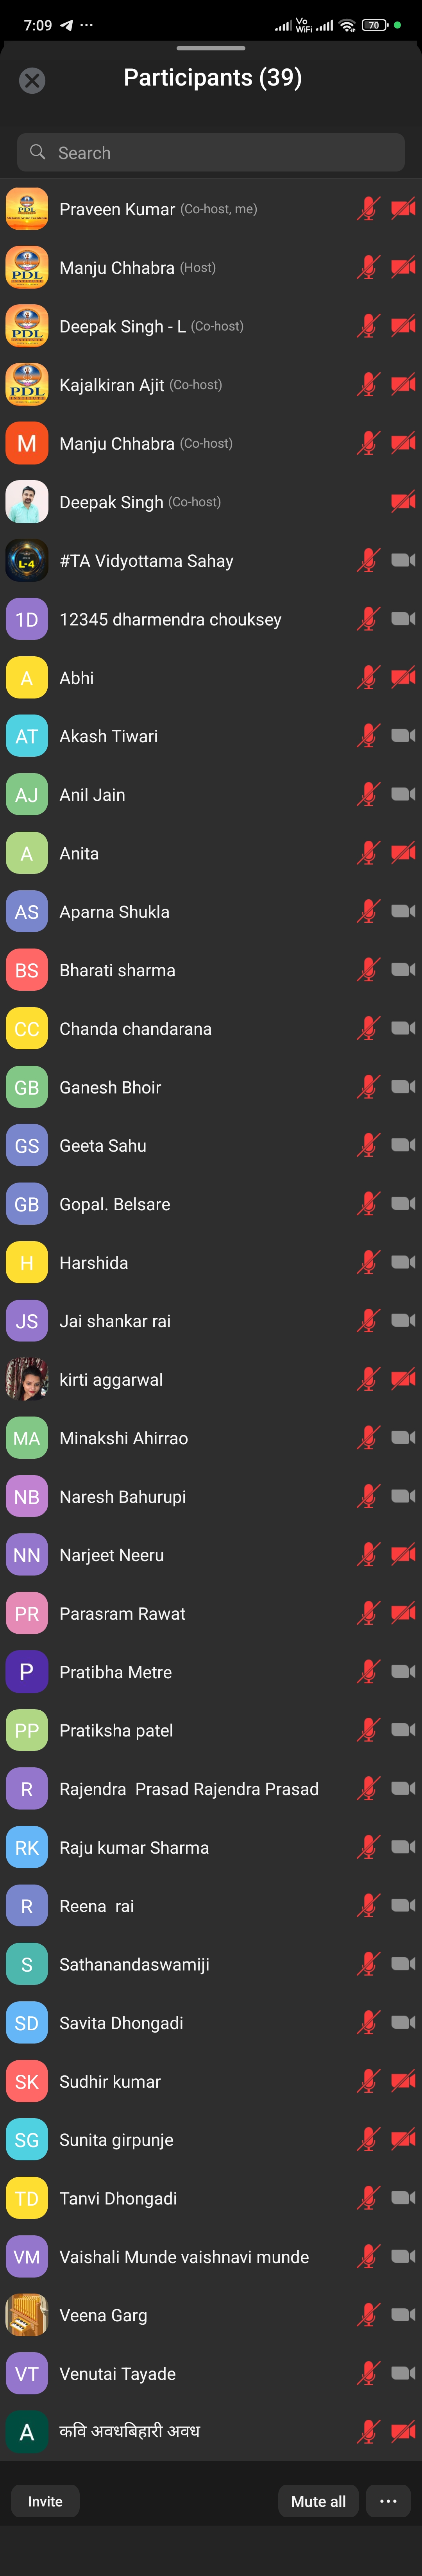 7:09
Vo WiFi
70
Participants (39)
Search
PDL
Praveen Kumar (Co-host, me)
PDL
Manju Chhabra (Host)
PDL
Deepak Singh - L (Co-host)
PDL
Kajalkiran Ajit (Co-host)
M
Manju Chhabra (Co-host)
Deepak Singh (Co-host)
L-4
#TA Vidyottama Sahay
1D
12345 dharmendra chouksey
A
Abhi
AT
Akash Tiwari
AJ
Anil Jain
A
Anita
AS
Aparna Shukla
BS
Bharati sharma
CC
Chanda chandarana
GB
Ganesh Bhoir
GS
Geeta Sahu
GB
Gopal. Belsare
H
Harshida
JS
Jai shankar rai
kirti aggarwal
MA
Minakshi Ahirrao
NB
Naresh Bahurupi
NN
Narjeet Neeru
PR
Parasram Rawat
P
Pratibha Metre
PP
Pratiksha patel
R
Rajendra  Prasad Rajendra Prasad
RK
Raju kumar Sharma
R
Reena  rai
S
Sathanandaswamiji
SD
Savita Dhongadi
SK
Sudhir kumar
SG
Sunita girpunje
TD
Tanvi Dhongadi
VM
Vaishali Munde vaishnavi munde
Veena Garg
VT
Venutai Tayade
A
कवि अवधबिहारी अवध
Invite
Mute all